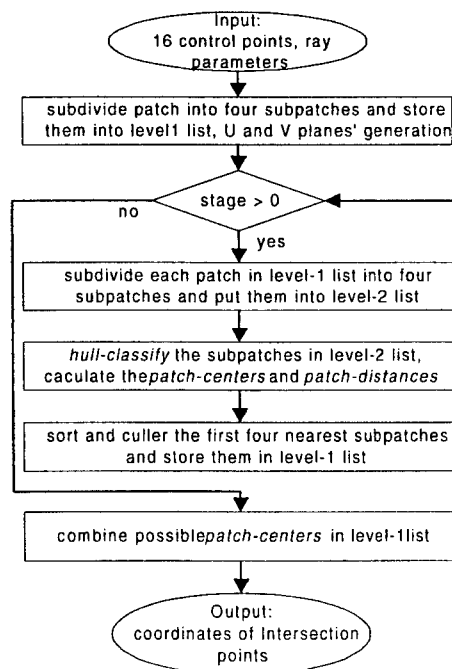 Input:
16 control points, ray
parameters
subdivide patch into four subpatches and store
them into level1 list, U and V planes' generation
stage > 0
no
yes
subdivide each patch in level-1 list into four
subpatches and put them into level-2 list
hull-classify the subpatches in level-2 list,
caculate thepatch-centers and patch-distances
sort and culler the first four nearest subpatches
and store them in level-1 list
combine possiblepatch-centers in level-1list
Output:
coordinates of Intersection
points